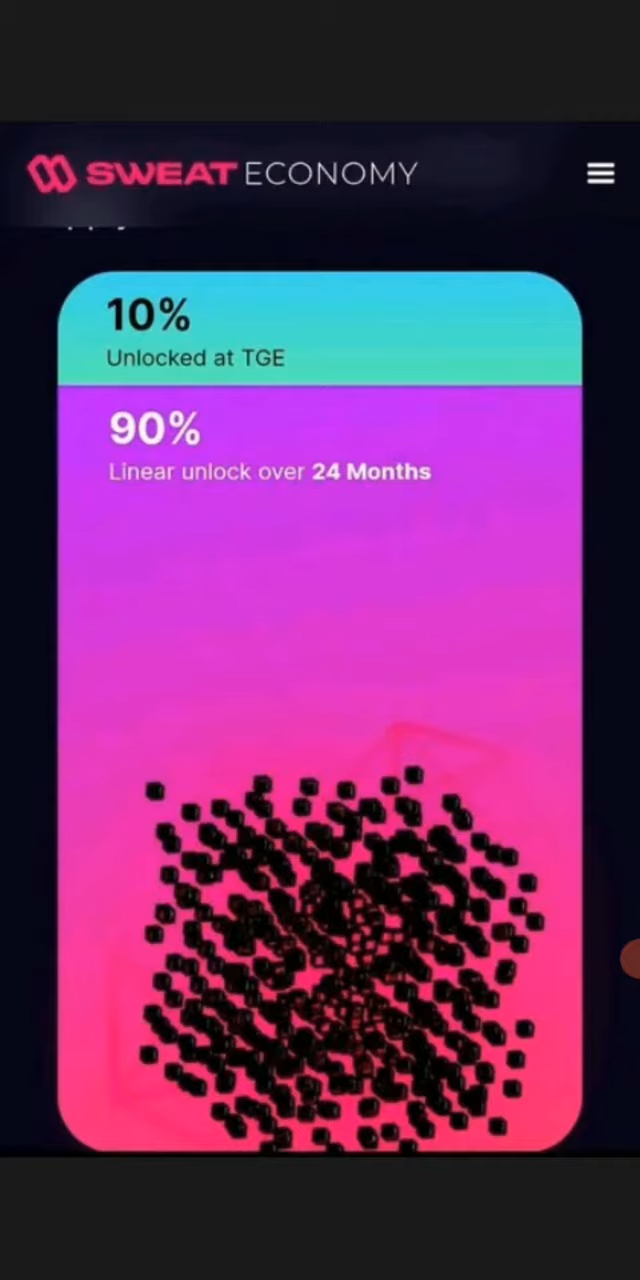 SWEAT ECONOMY
10%
Unlocked at TGE
90%
Linear unlock over 24 Months